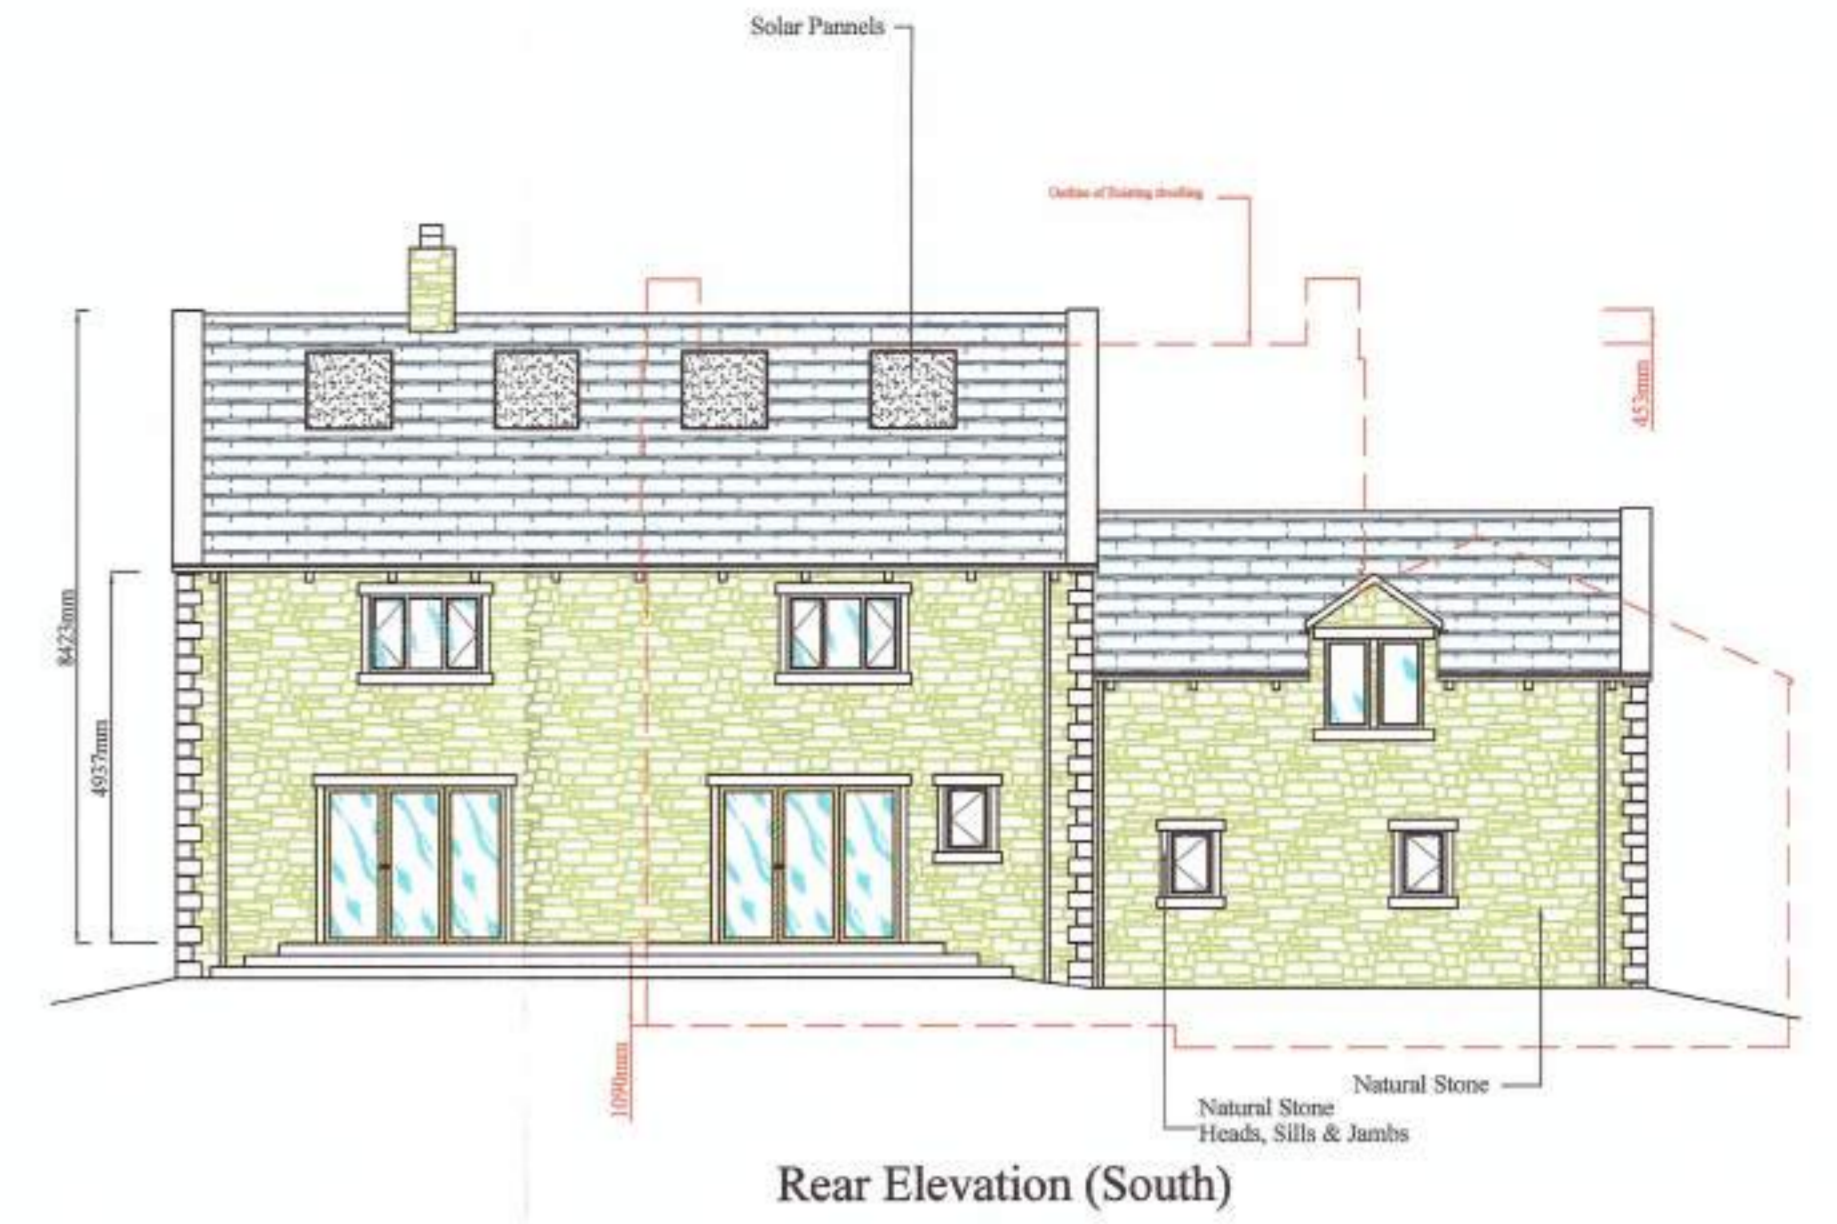 Solar Pannels
Outline of Existing dwelling
453mm
8423mm
4937mm
1090mm
Natural Stone
Natural Stone
Heads, Sills & Jambs
Rear Elevation (South)